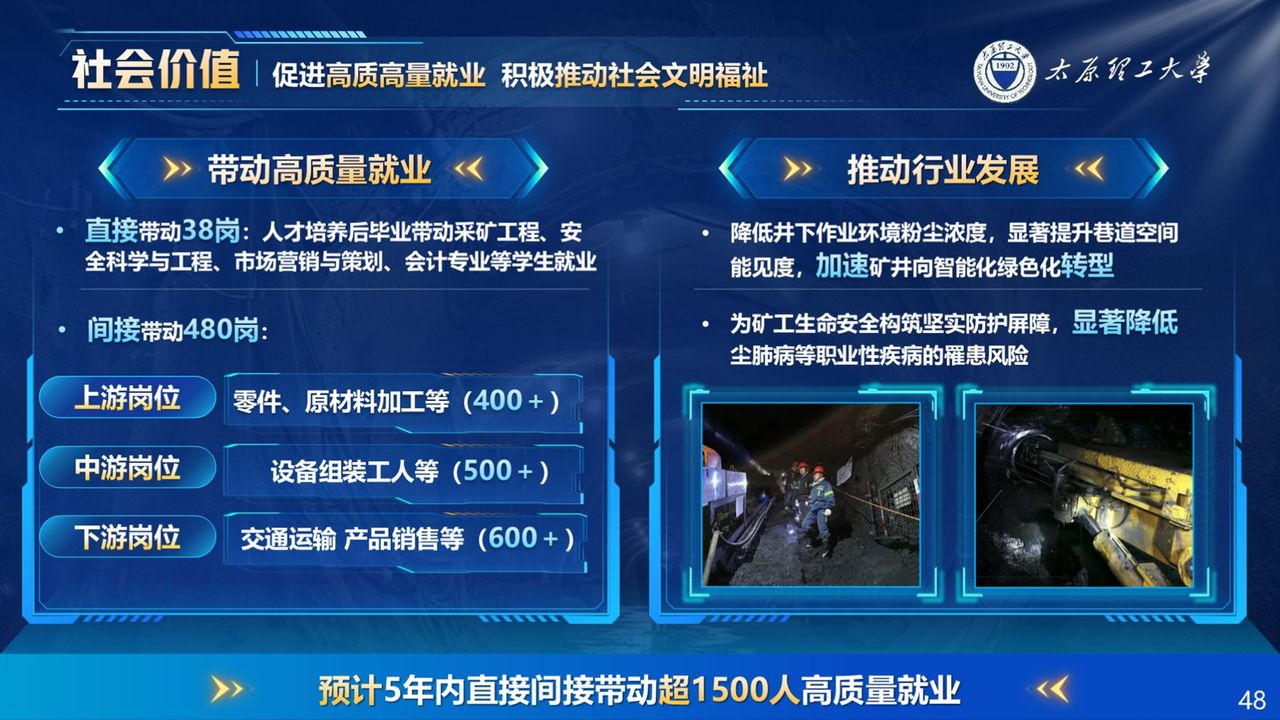 社会价值
促进高质高量就业 积极推动社会文明福祉
1902
太原理工大学
带动高质量就业
• 直接带动38岗：人才培养后毕业带动采矿工程、安
全科学与工程、市场营销与策划、会计专业等学生就业
• 间接带动480岗：
上游岗位
零件、原材料加工等（400+）
中游岗位
设备组装工人等（500+）
下游岗位
交通运输 产品销售等（600+）
推动行业发展
• 降低井下作业环境粉尘浓度，显著提升巷道空间
能见度，加速矿井向智能化绿色化转型
• 为矿工生命安全构筑坚实防护屏障，显著降低
尘肺病等职业性疾病的罹患风险
预计5年内直接间接带动超1500人高质量就业
48